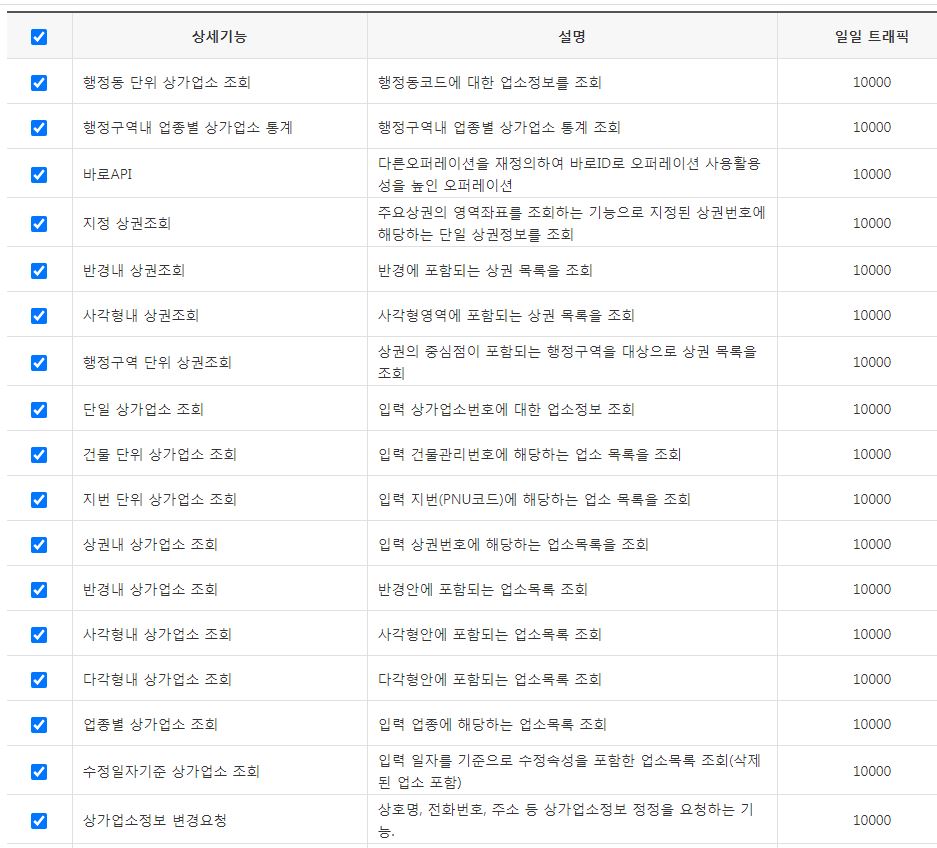 상세기능 설명 일일 트래픽
행정동 단위 상가업소 조회 행정동코드에 대한 업소정보를 조회 10000
행정구역내 업종별 상가업소 통계 행정구역내 업종별 상가업소 통계 조회 10000
바로API 다른오퍼레이션을 재정의하여 바로ID로 오퍼레이션 사용활용 10000
성을 높인 오퍼레이션
지정 상권조회 주요상권의 영역좌표를 조회하는 기능으로 지정된 상권번호에 10000
해당하는 단일 상권정보를 조회
반경내 상권조회 반경에 포함되는 상권 목록을 조회 10000
사각형내 상권조회 사각형영역에 포함되는 상권 목록을 조회 10000
행정구역 단위 상권조회 상권의 중심점이 포함되는 행정구역을 대상으로 상권 목록을 10000
조회
단일 상가업소 조회 입력 상가업소번호에 대한 업소정보 조회 10000
건물 단위 상가업소 조회 입력 건물관리번호에 해당하는 업소 목록을 조회 10000
지번 단위 상가업소 조회 입력 지번(PNU코드)에 해당하는 업소 목록을 조회 10000
상권내 상가업소 조회 입력 상권번호에 해당하는 업소목록을 조회 10000
반경내 상가업소 조회 반경안에 포함되는 업소목록 조회 10000
사각형내 상가업소 조회 사각형안에 포함되는 업소목록 조회 10000
다각형내 상가업소 조회 다각형안에 포함되는 업소목록 조회 10000
업종별 상가업소 조회 입력 업종에 해당하는 업소목록 조회 10000
수정일자기준 상가업소 조회 입력 일자를 기준으로 수정속성을 포함한 업소목록 조회(삭제 10000
된 업소 포함)
상가업소정보 변경요청 상호명, 전화번호, 주소 등 상가업소정보 정정을 요청하는 기 10000
능.